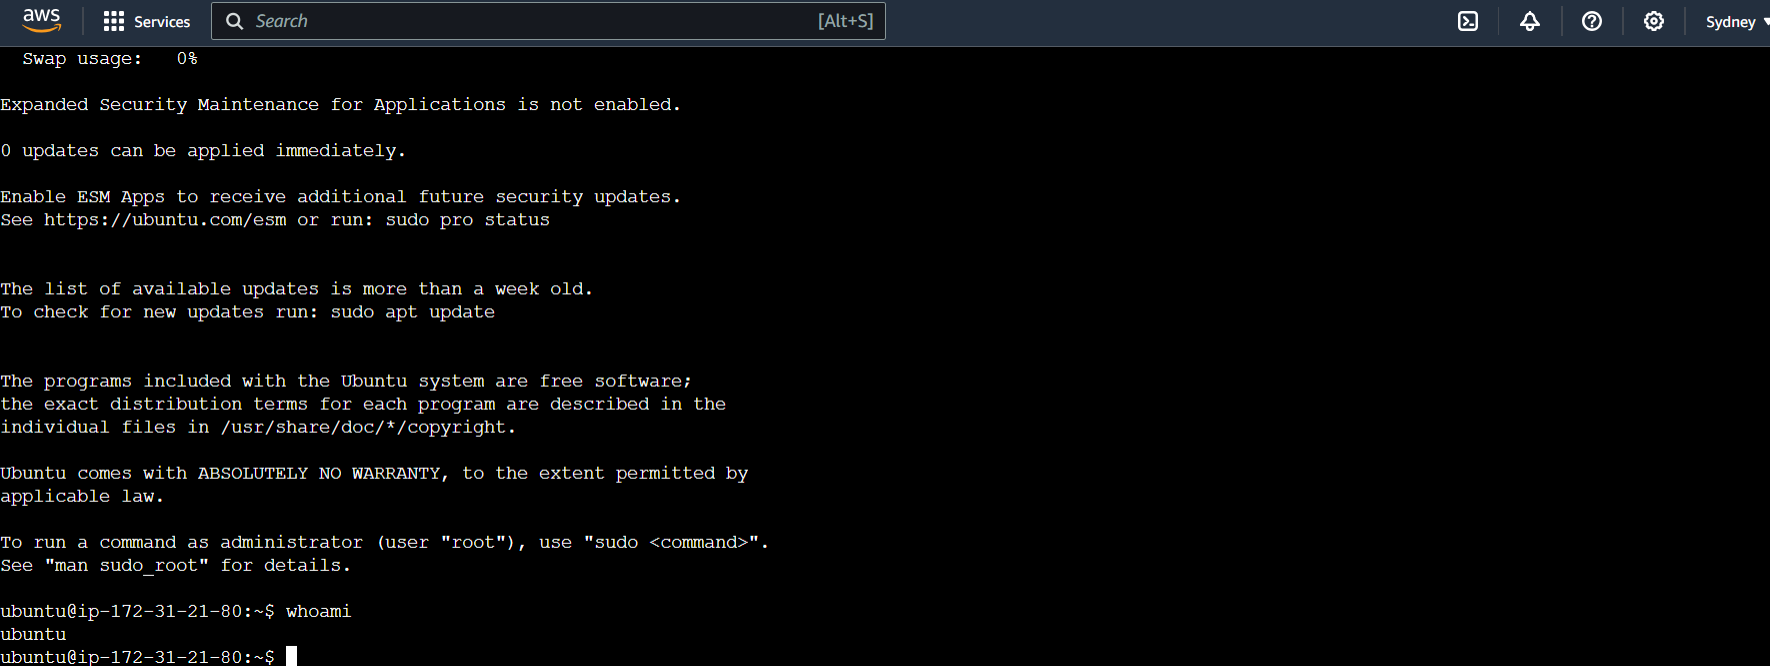 aws Services Search [Alt+S] Sydney
Swap usage: 0%
Expanded Security Maintenance for Applications is not enabled.
0 updates can be applied immediately.
Enable ESM Apps to receive additional future security updates.
See https://ubuntu.com/esm or run: sudo pro status
The list of available updates is more than a week old.
To check for new updates run: sudo apt update
The programs included with the Ubuntu system are free software;
the exact distribution terms for each program are described in the
individual files in /usr/share/doc/*/copyright.
Ubuntu comes with ABSOLUTELY NO WARRANTY, to the extent permitted by
applicable law.
To run a command as administrator (user "root"), use "sudo <command>".
See "man sudo_root" for details.
ubuntu@ip-172-31-21-80:~$ whoami
ubuntu
ubuntu@ip-172-31-21-80:~$